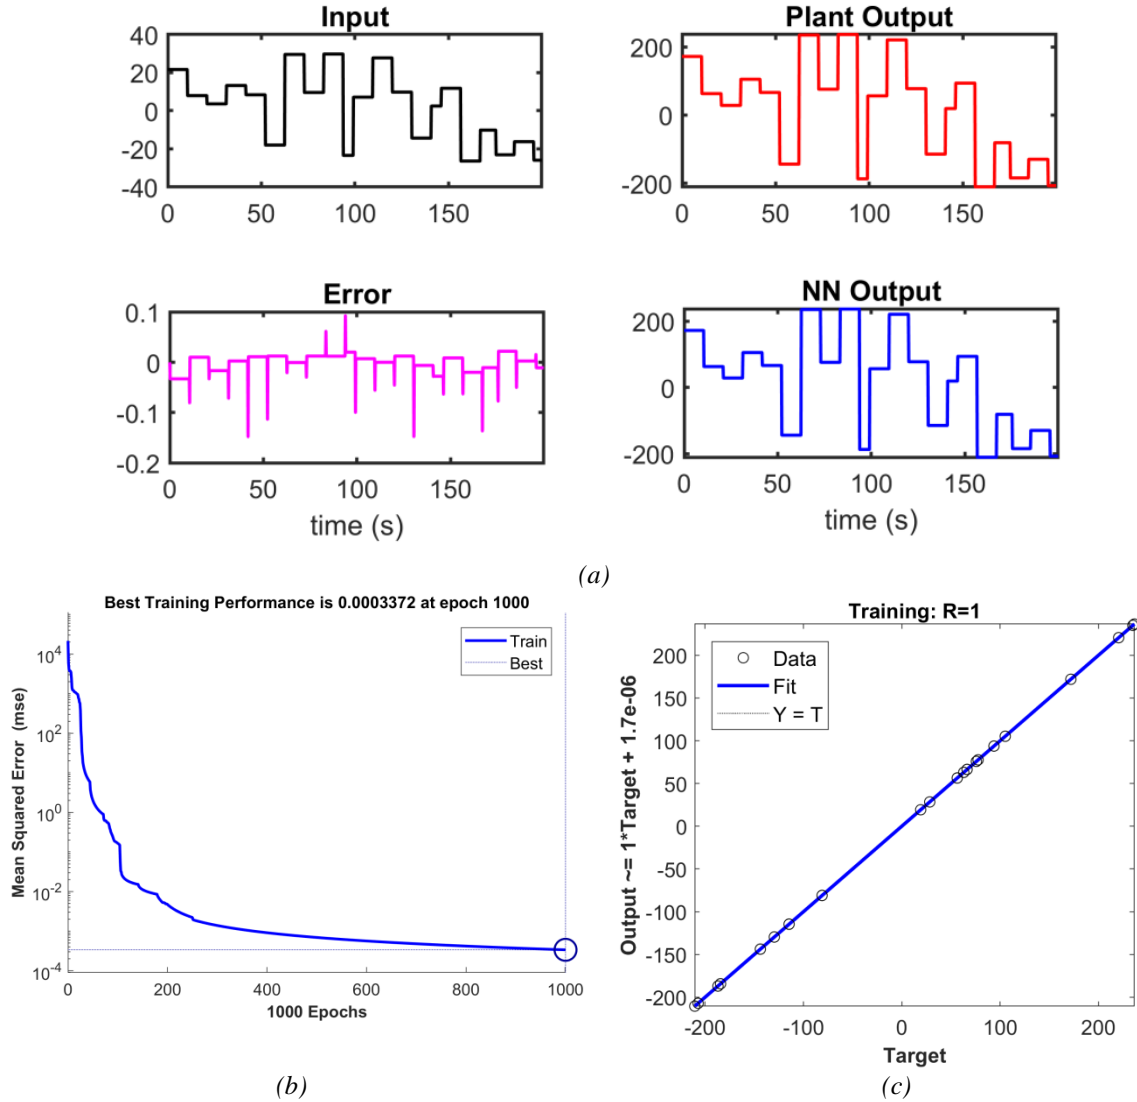 Input
40
20
0
-20
-40
0 50 100 150
Plant Output
200
0
-200
0 50 100 150
Error
0.1
0
-0.1
-0.2
0 50 100 150
time (s)
NN Output
200
0
-200
0 50 100 150
time (s)
(a)
Best Training Performance is 0.0003372 at epoch 1000
Mean Squared Error (mse)
10^4
10^2
10^0
10^-2
10^-4
Train
Best
0 200 400 600 800 1000
1000 Epochs
(b)
Training: R=1
Output ~= 1*Target + 1.7e-06
200
150
100
50
0
-50
-100
-150
-200
Data
Fit
Y = T
-200 -100 0 100 200
Target
(c)